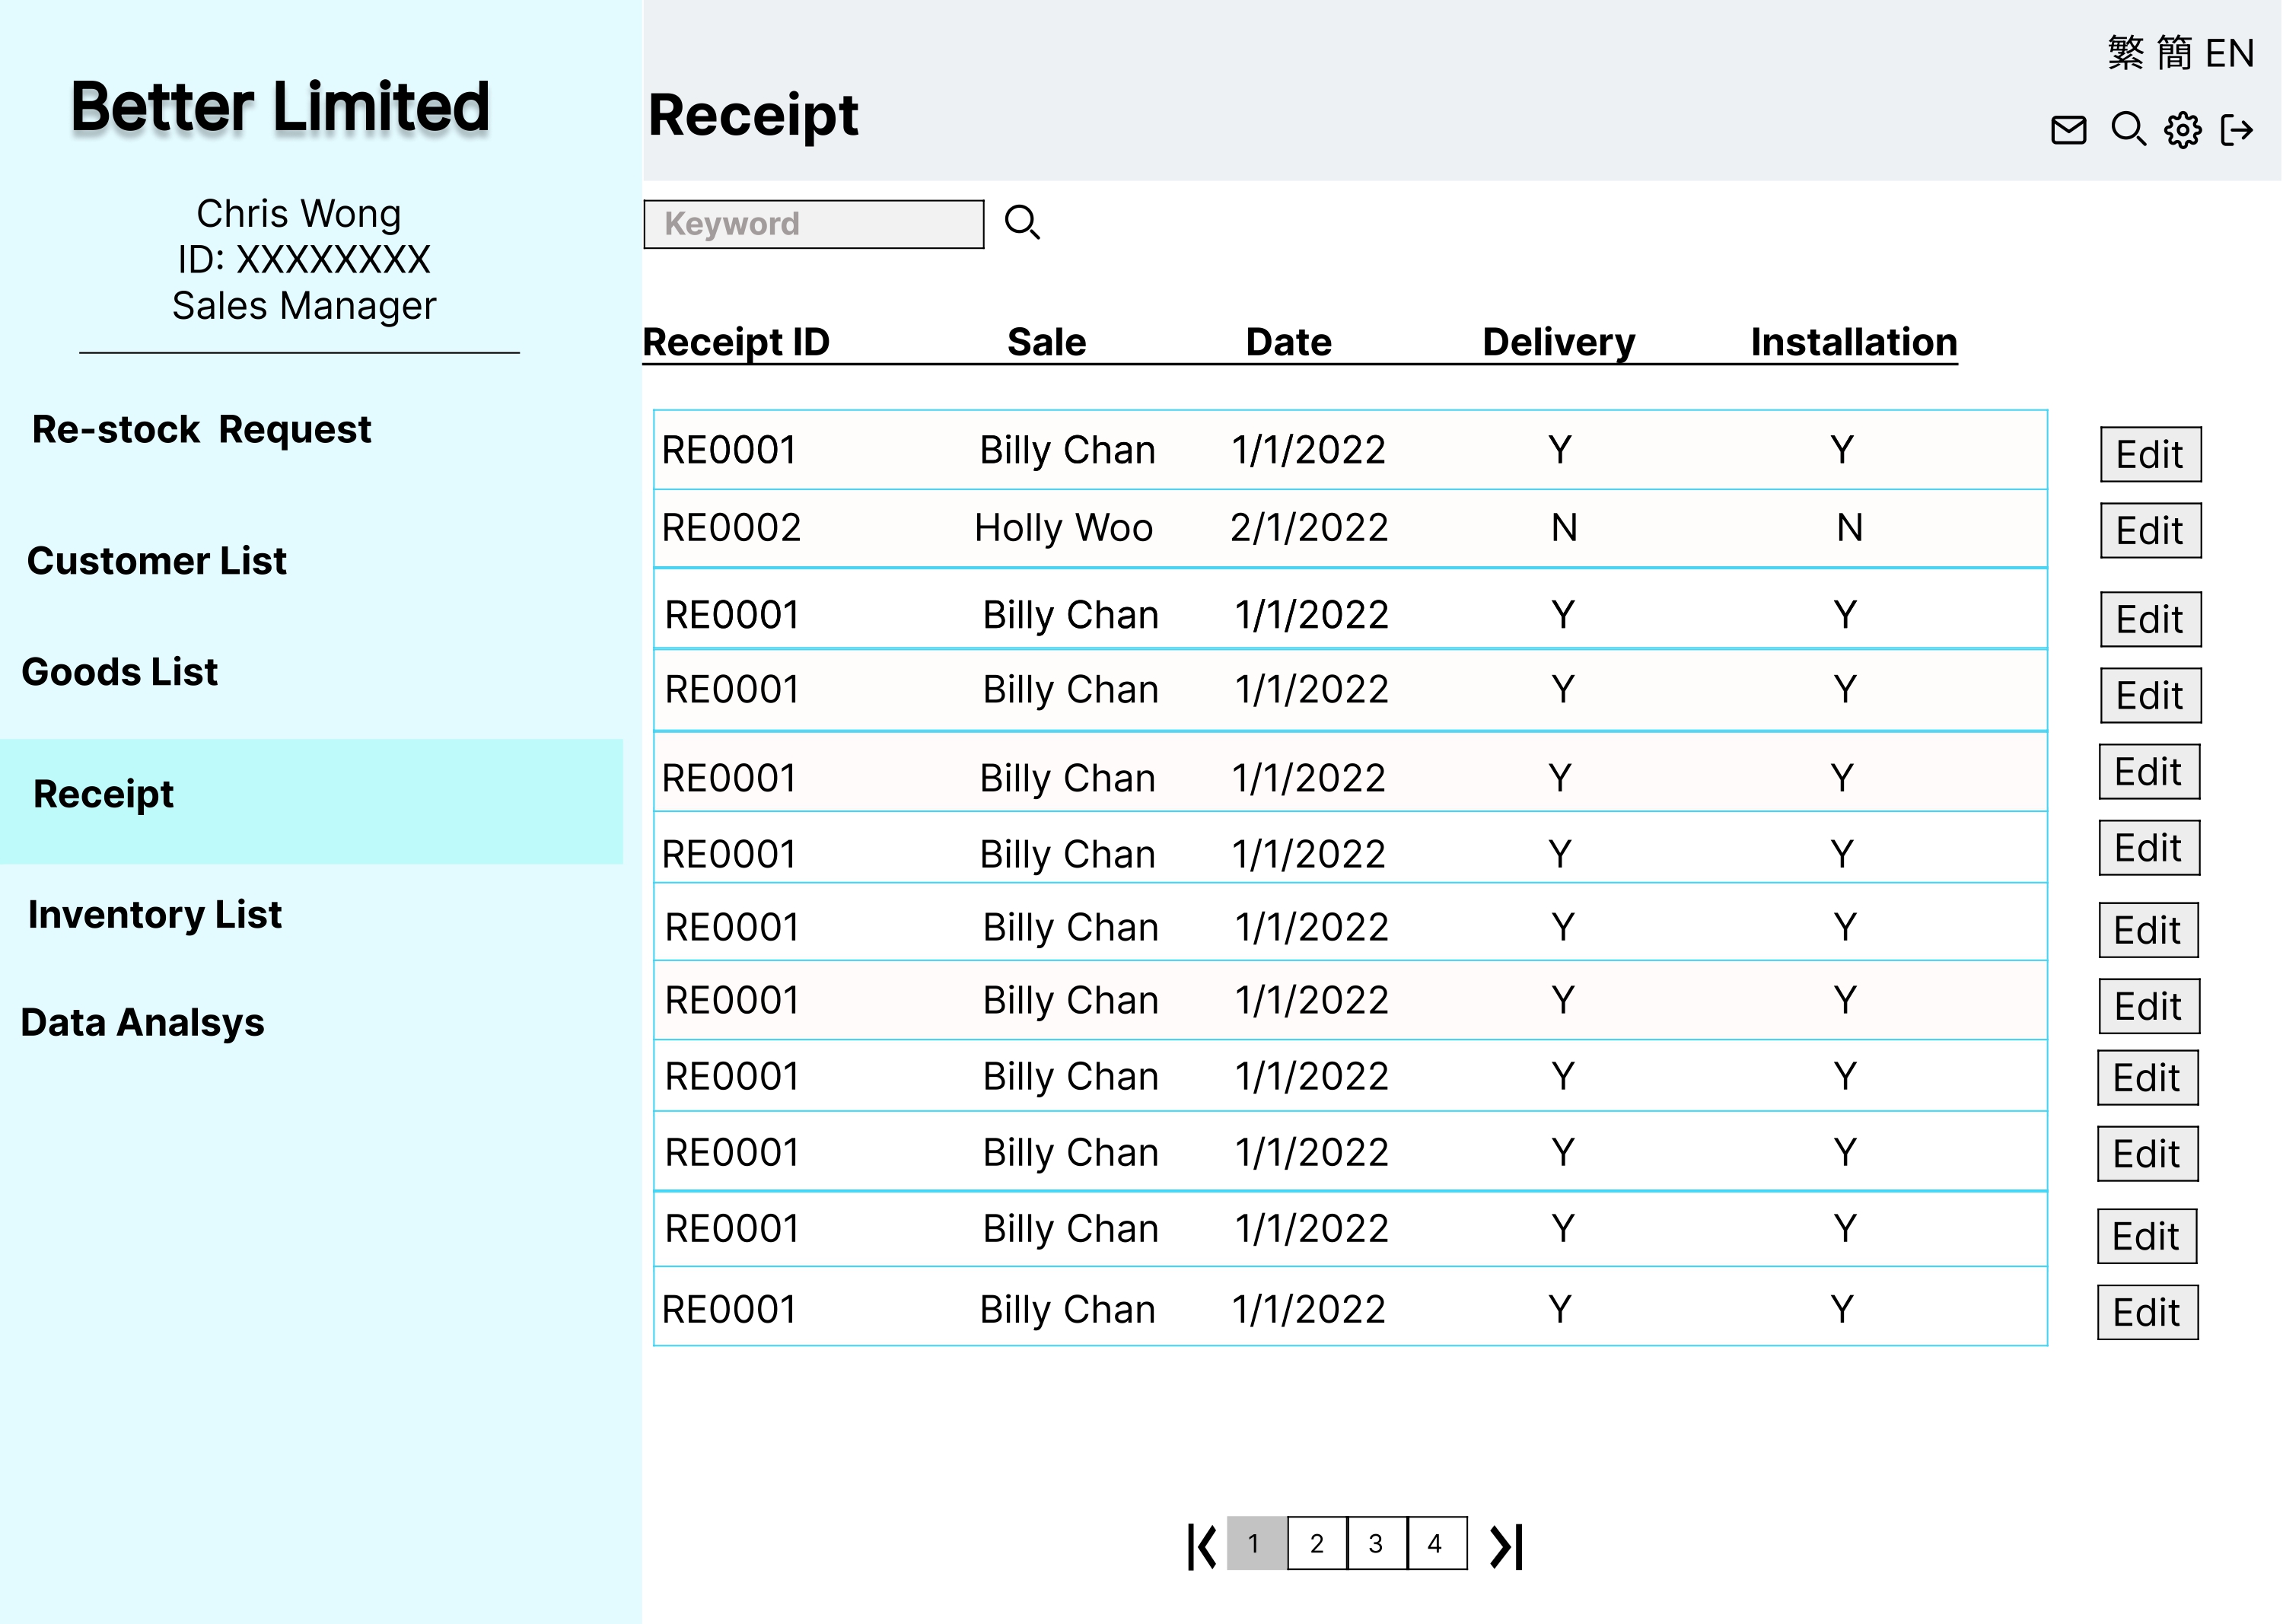 Better Limited
Chris Wong
ID: XXXXXXXX
Sales Manager
Re-stock Request
Customer List
Goods List
Receipt
Inventory List
Data Analsys
繁 簡 EN
Receipt
Keyword
Receipt ID Sale Date Delivery Installation
RE0001 Billy Chan 1/1/2022 Y Y Edit
RE0002 Holly Woo 2/1/2022 N N Edit
RE0001 Billy Chan 1/1/2022 Y Y Edit
RE0001 Billy Chan 1/1/2022 Y Y Edit
RE0001 Billy Chan 1/1/2022 Y Y Edit
RE0001 Billy Chan 1/1/2022 Y Y Edit
RE0001 Billy Chan 1/1/2022 Y Y Edit
RE0001 Billy Chan 1/1/2022 Y Y Edit
RE0001 Billy Chan 1/1/2022 Y Y Edit
RE0001 Billy Chan 1/1/2022 Y Y Edit
RE0001 Billy Chan 1/1/2022 Y Y Edit
RE0001 Billy Chan 1/1/2022 Y Y Edit
1 2 3 4